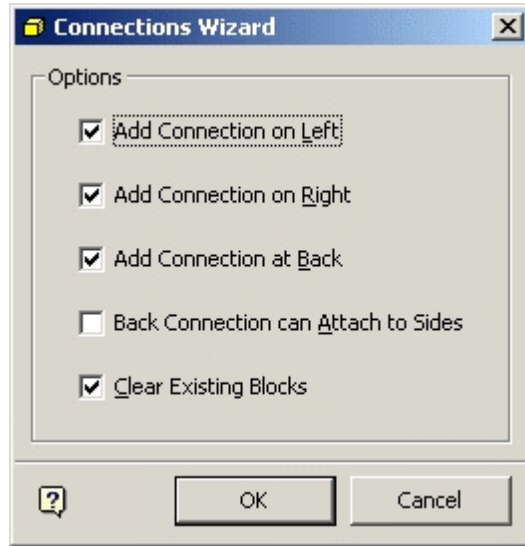 Connections Wizard
Options
Add Connection on Left
Add Connection on Right
Add Connection at Back
Back Connection can Attach to Sides
Clear Existing Blocks
?
OK
Cancel